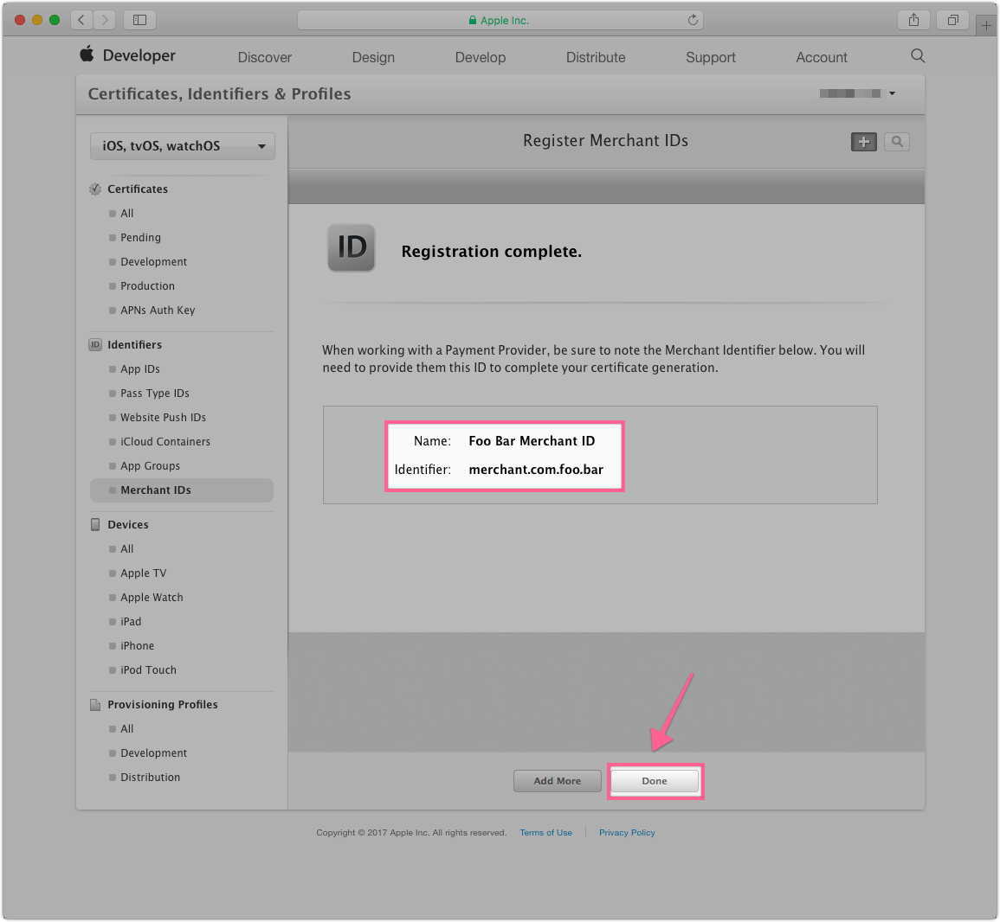 Apple Inc.
Developer
Discover
Design
Develop
Distribute
Support
Account
Certificates, Identifiers & Profiles
iOS, tvOS, watchOS
Register Merchant IDs
Certificates
All
Pending
Development
Production
APNs Auth Key
ID Identifiers
App IDs
Pass Type IDs
Website Push IDs
iCloud Containers
App Groups
Merchant IDs
Devices
All
Apple TV
Apple Watch
iPad
iPhone
iPod Touch
Provisioning Profiles
All
Development
Distribution
ID
Registration complete.
When working with a Payment Provider, be sure to note the Merchant Identifier below. You will
need to provide them this ID to complete your certificate generation.
Name: Foo Bar Merchant ID
Identifier: merchant.com.foo.bar
Add More
Done
Copyright © 2017 Apple Inc. All rights reserved. Terms of Use Privacy Policy